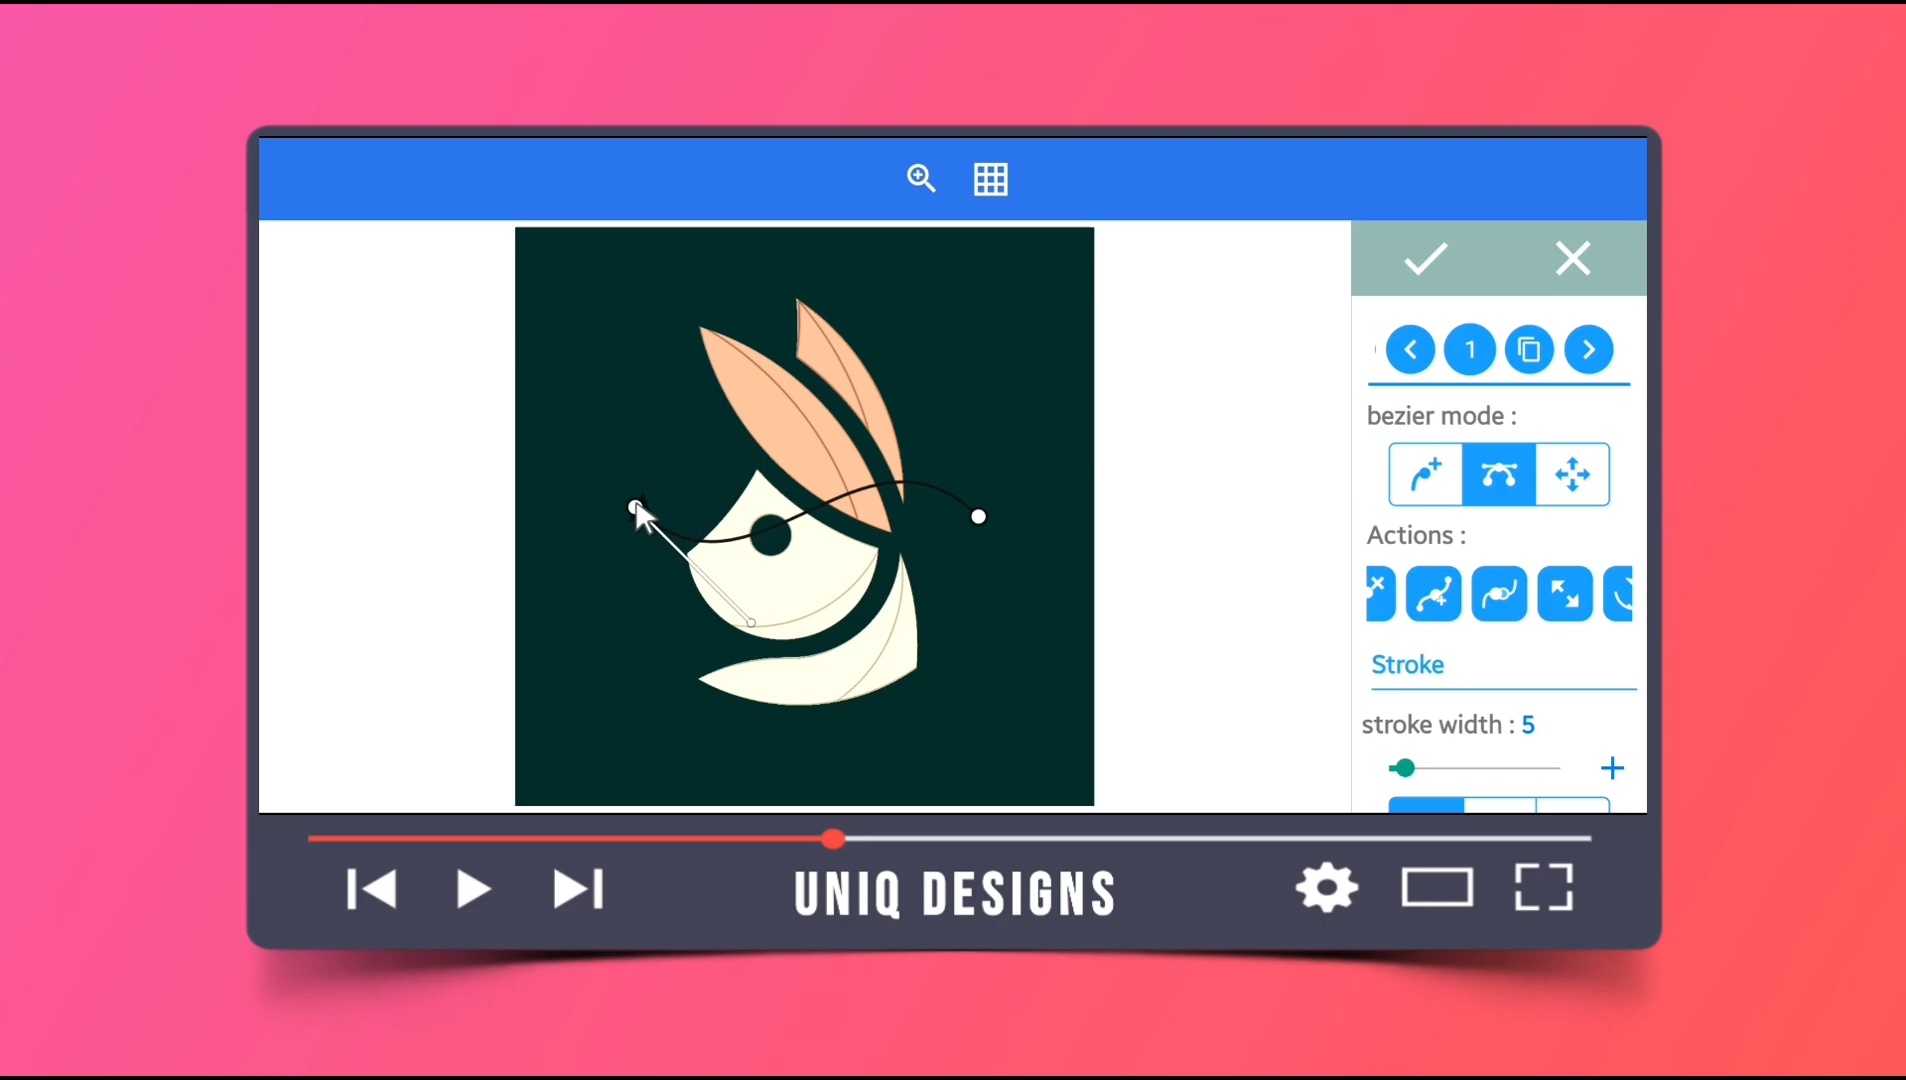 1
bezier mode :
Actions :
Stroke
stroke width : 5
UNIQ DESIGNS